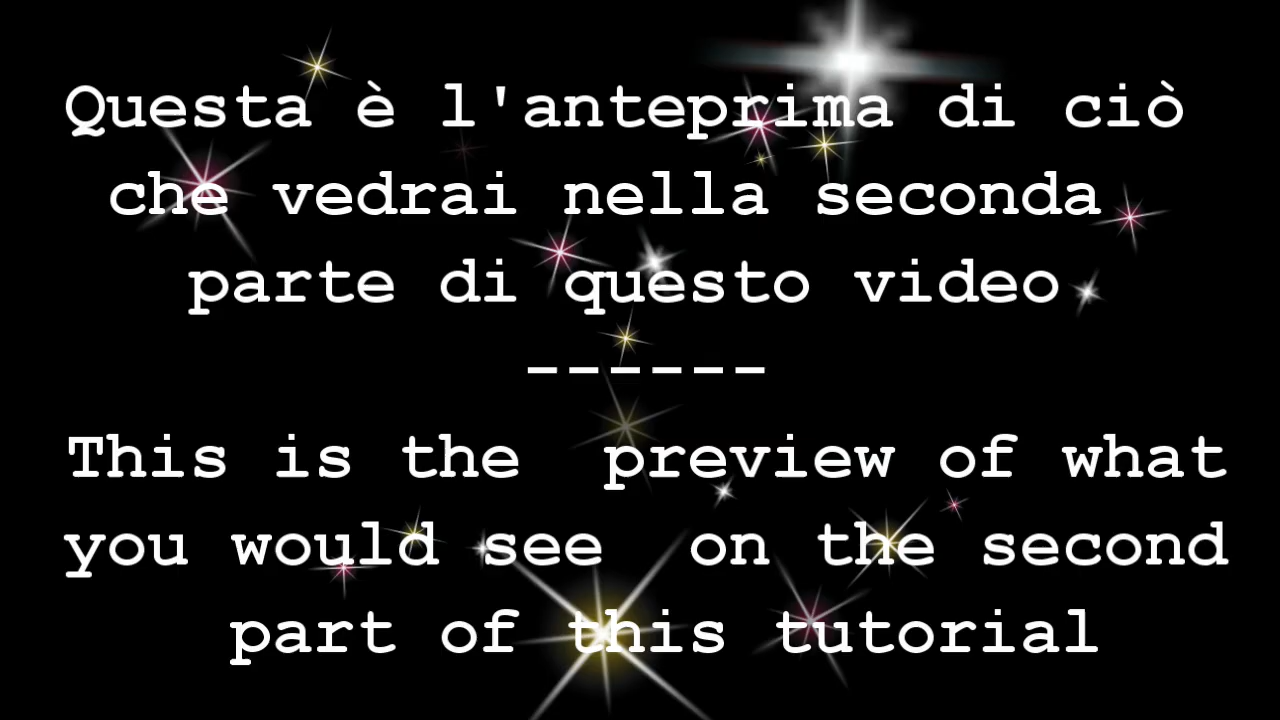 Questa è l'anteprima di ciò
che vedrai nella seconda
parte di questo video
------
This is the preview of what
you would see on the second
part of this tutorial